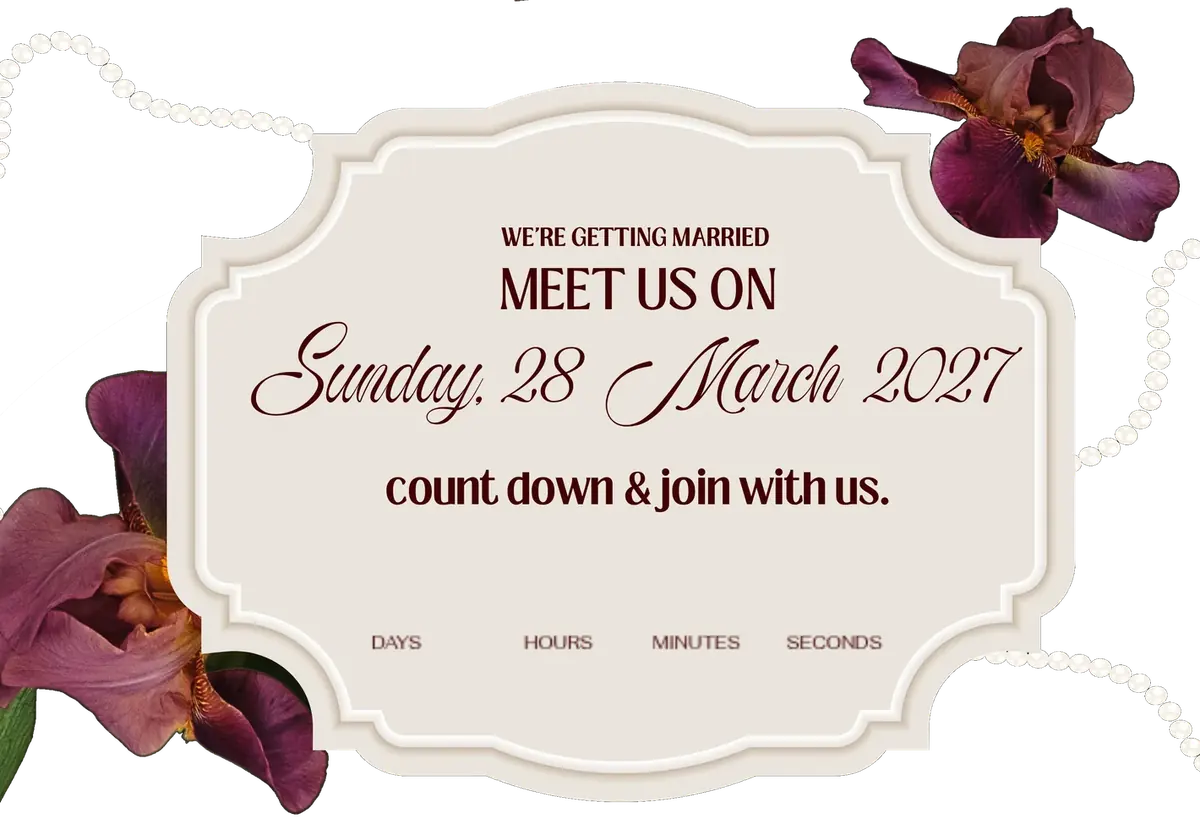 WE'RE GETTING MARRIED
MEET US ON
Sunday, 28 March 2027
count down & join with us.
DAYS HOURS MINUTES SECONDS